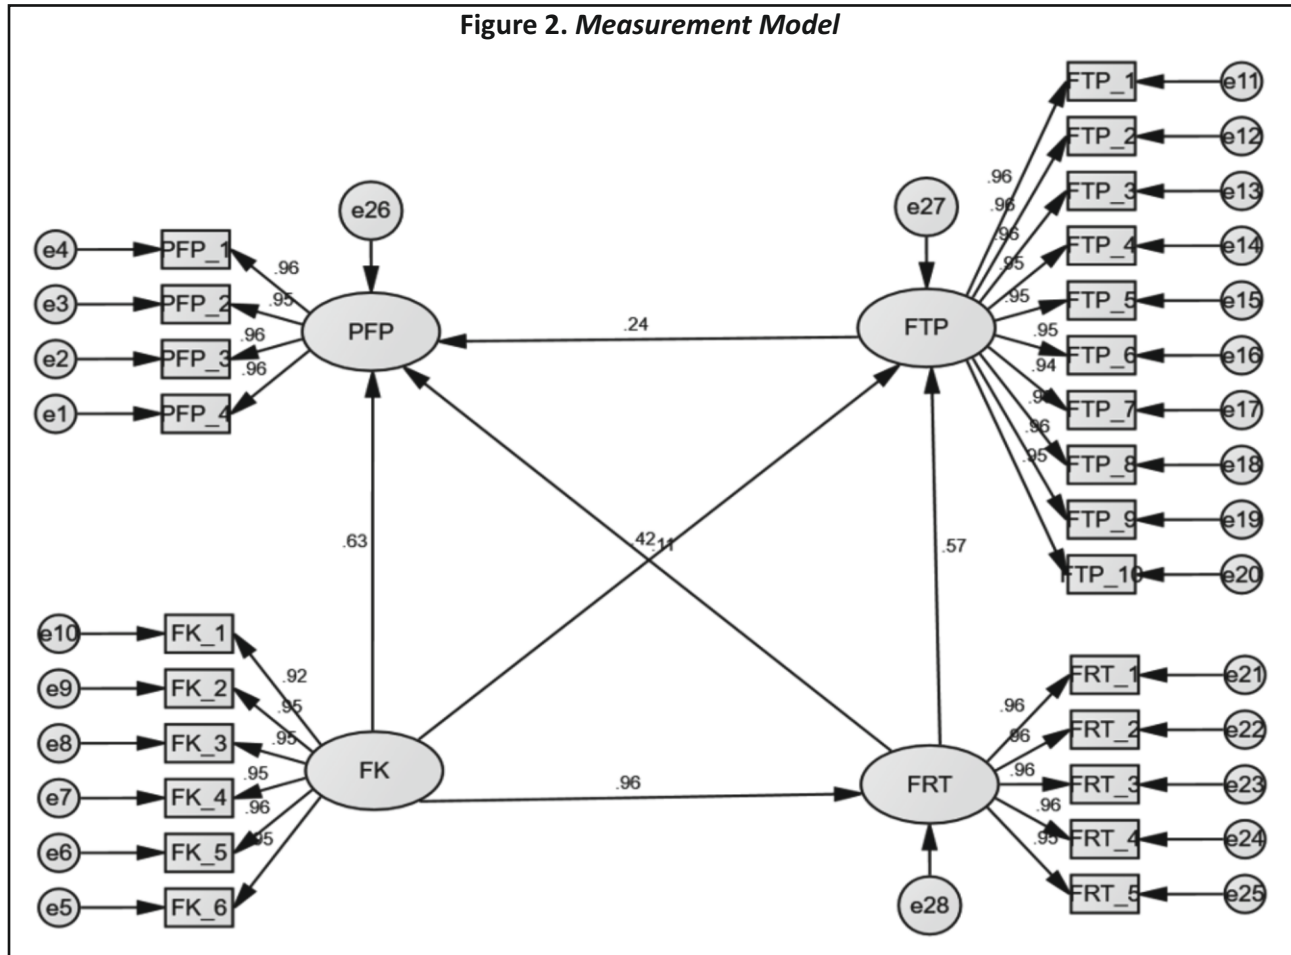 Figure 2. Measurement Model
FTP_1
e11
FTP_2
e12
.96
FTP_3
e13
e26
e27
.96
e4
PFP_1
.96
FTP_4
e14
.96
.95
e3
PFP_2
.95
PFP
.24
FTP
.95
FTP_5
e15
e2
PFP_3
.96
.95
FTP_6
e16
.96
.94
e1
PFP_4
FTP_7
e17
.96
FTP_8
e18
.95
.63
.42
.11
.57
FTP_9
e19
FTP_10
e20
e10
FK_1
.92
FRT_1
e21
e9
FK_2
.95
.96
FRT_2
e22
e8
FK_3
.95
.96
e7
FK_4
.95
FK
.96
FRT
.96
FRT_3
e23
.96
.96
FRT_4
e24
e6
FK_5
.95
.95
e5
FK_6
e28
FRT_5
e25